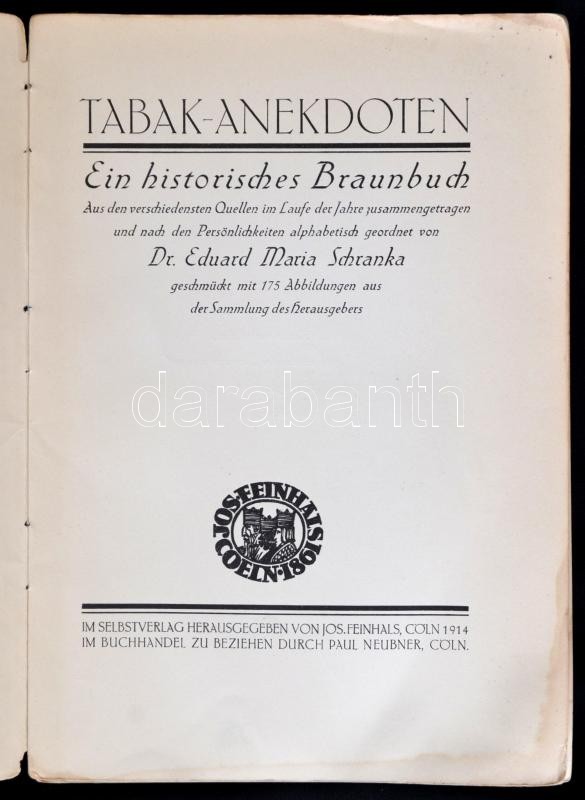 TABAK-ANEKDOTEN
Ein historisches Braunbuch
Aus den verschiedensten Quellen im Laufe der Jahre zusammengetragen
und nach den Persönlichkeiten alphabetisch geordnet von
Dr. Eduard Maria Schranka
geschmückt mit 175 Abbildungen aus
der Sammlung des Herausgebers
darabanth
JOS·FEINHALS
COELN·1861
IM SELBSTVERLAG HERAUSGEGEBEN VON JOS. FEINHALS, CÖLN 1914
IM BUCHHANDEL ZU BEZIEHEN DURCH PAUL NEUBNER, CÖLN.